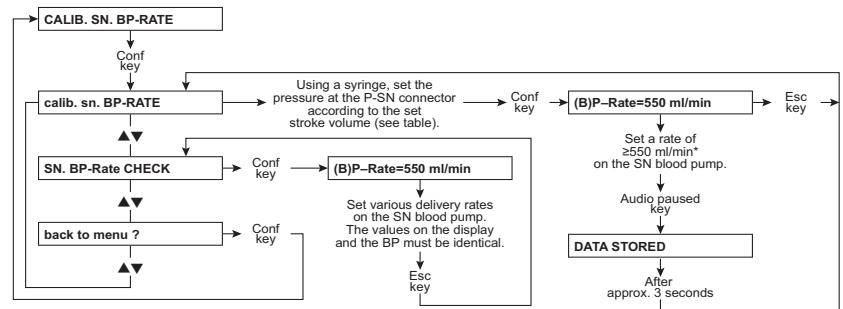 CALIB. SN. BP-RATE
Conf
key
calib. sn. BP-RATE
Using a syringe, set the
pressure at the P-SN connector
according to the set
stroke volume (see table).
Conf
key
(B)P–Rate=550 ml/min
Esc
key
▲▼
Set a rate of
≥550 ml/min*
on the SN blood pump.
Audio paused
key
DATA STORED
After
approx. 3 seconds
SN. BP-Rate CHECK
Conf
key
(B)P–Rate=550 ml/min
Set various delivery rates
on the SN blood pump.
The values on the display
and the BP must be identical.
Esc
key
▲▼
back to menu ?
Conf
key
▲▼